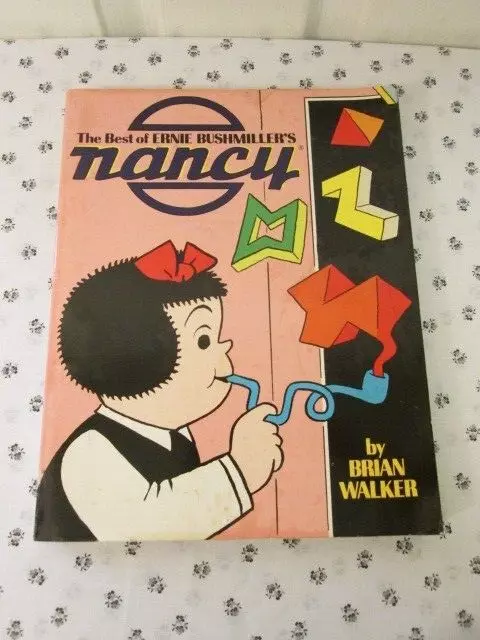 The Best of ERNIE BUSHMILLER'S
nancy®
by
BRIAN
WALKER